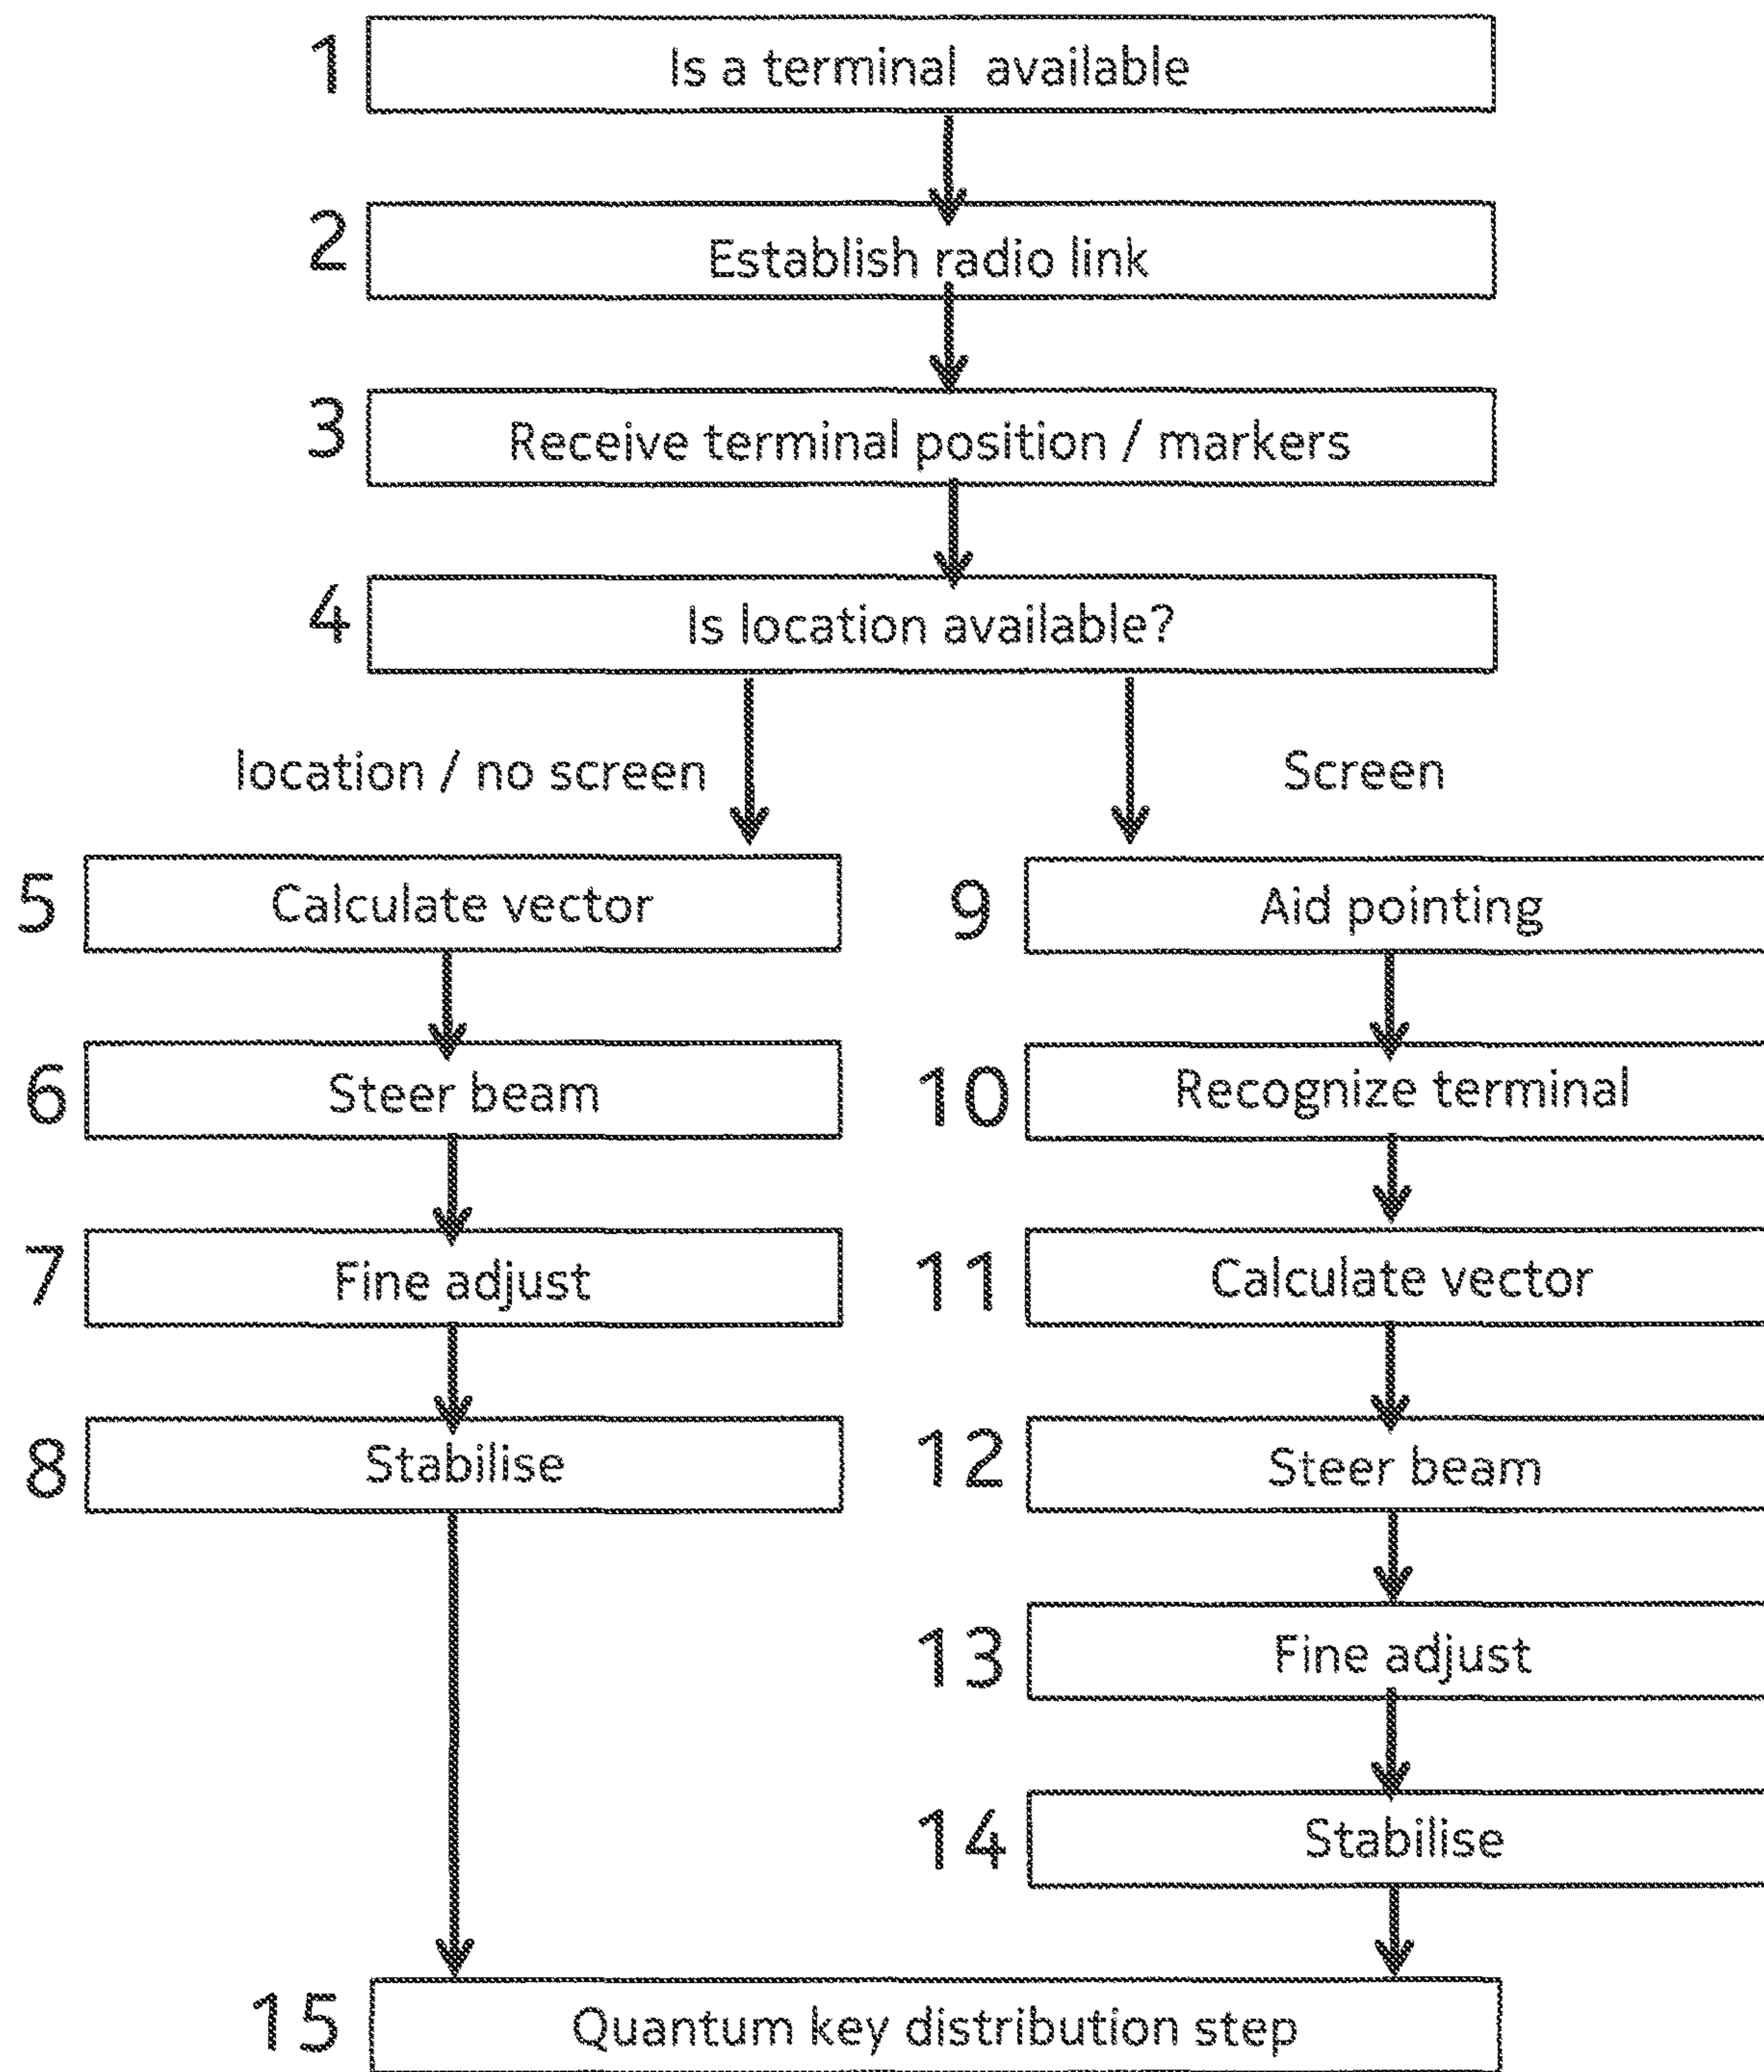 1 Is a terminal available
2 Establish radio link
3 Receive terminal position / markers
4 Is location available?
location / no screen
Screen
5 Calculate vector
6 Steer beam
7 Fine adjust
8 Stabilise
9 Aid pointing
10 Recognize terminal
11 Calculate vector
12 Steer beam
13 Fine adjust
14 Stabilise
15 Quantum key distribution step